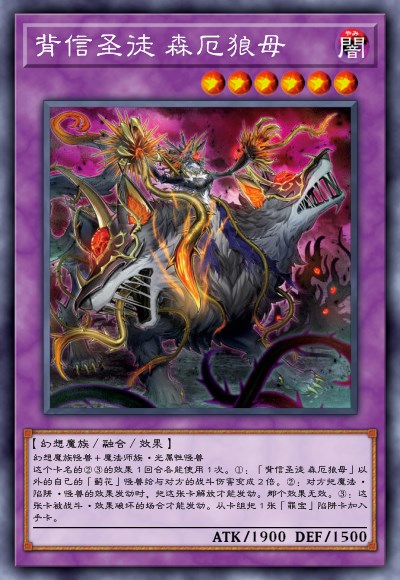 背信圣徒 森厄狼母
やみ
闇
【幻想魔族／融合／效果】
幻想魔族怪兽＋魔法师族·光属性怪兽
这个卡名的②③的效果1回合各能使用1次。①：「背信圣徒 森厄狼母」以
外的自己的「蓟花」怪兽给与对方的战斗伤害变成2倍。②：对方把魔法·
陷阱·怪兽的效果发动时，把这张卡解放才能发动。那个效果无效。③：这
张卡被战斗·效果破坏的场合才能发动。从卡组把1张「罪宝」陷阱卡加入
手卡。
ATK/1900 DEF/1500